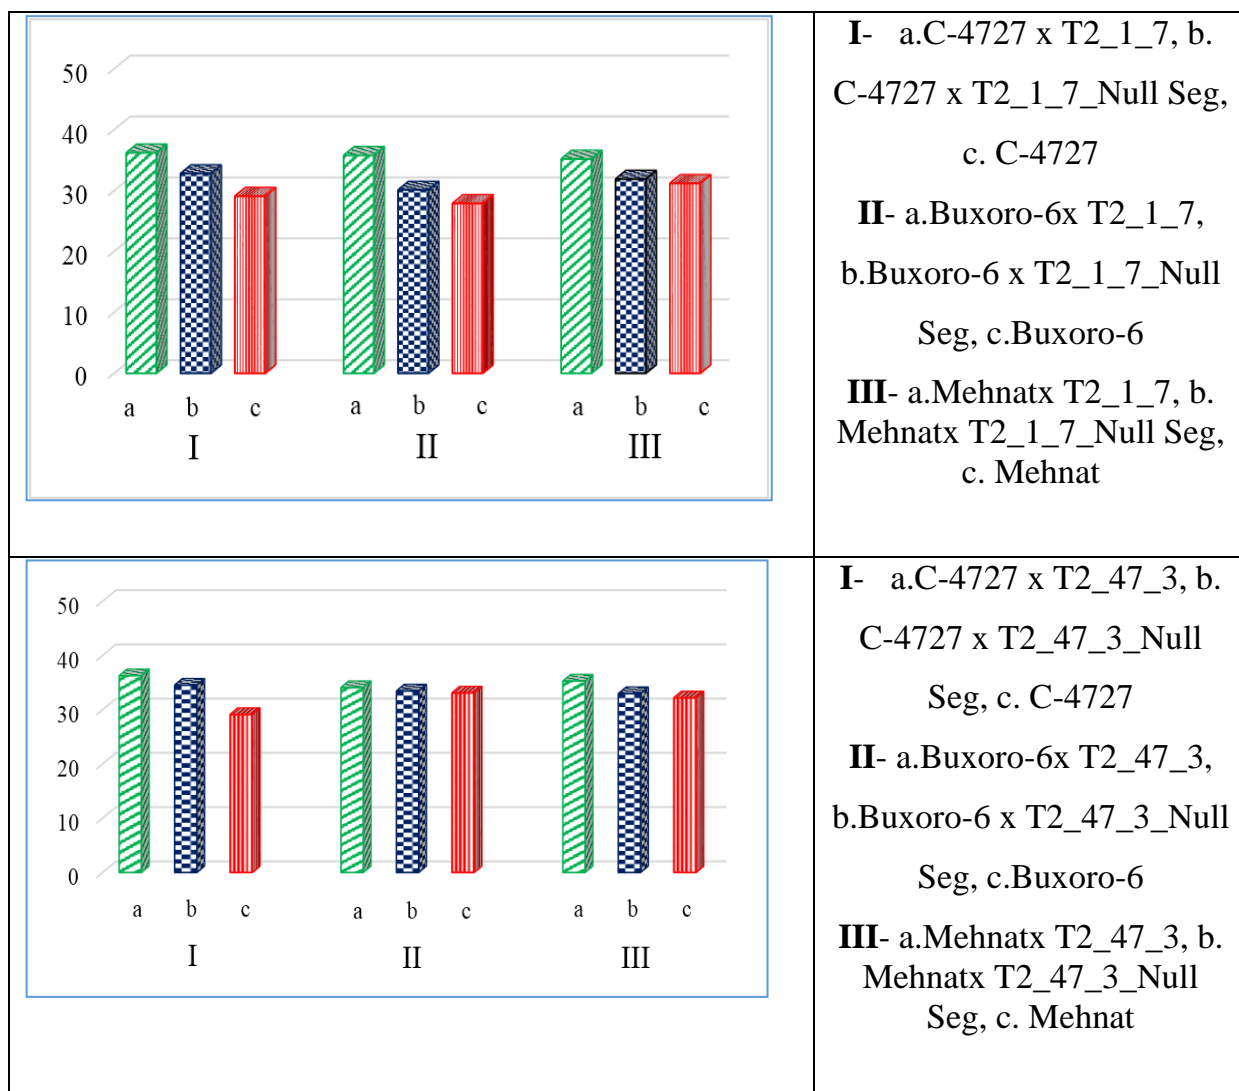 50
40
30
20
10
0
a b c a b c a b c
I II III
I- a.C-4727 x T2_1_7, b.
C-4727 x T2_1_7_Null Seg,
c. C-4727
II- a.Buxoro-6x T2_1_7,
b.Buxoro-6 x T2_1_7_Null
Seg, c.Buxoro-6
III- a.Mehnatx T2_1_7, b.
Mehnatx T2_1_7_Null Seg,
c. Mehnat
50
40
30
20
10
0
a b c a b c a b c
I II III
I- a.C-4727 x T2_47_3, b.
C-4727 x T2_47_3_Null
Seg, c. C-4727
II- a.Buxoro-6x T2_47_3,
b.Buxoro-6 x T2_47_3_Null
Seg, c.Buxoro-6
III- a.Mehnatx T2_47_3, b.
Mehnatx T2_47_3_Null
Seg, c. Mehnat